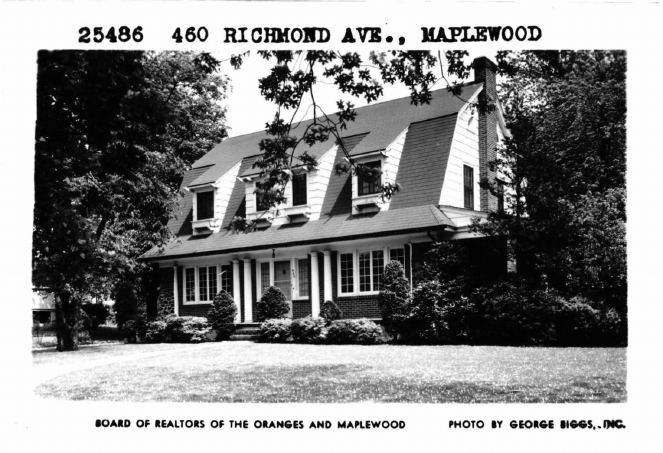 25486 460 RICHMOND AVE., MAPLEWOOD
BOARD OF REALTORS OF THE ORANGES AND MAPLEWOOD PHOTO BY GEORGE BIGGS, INC.